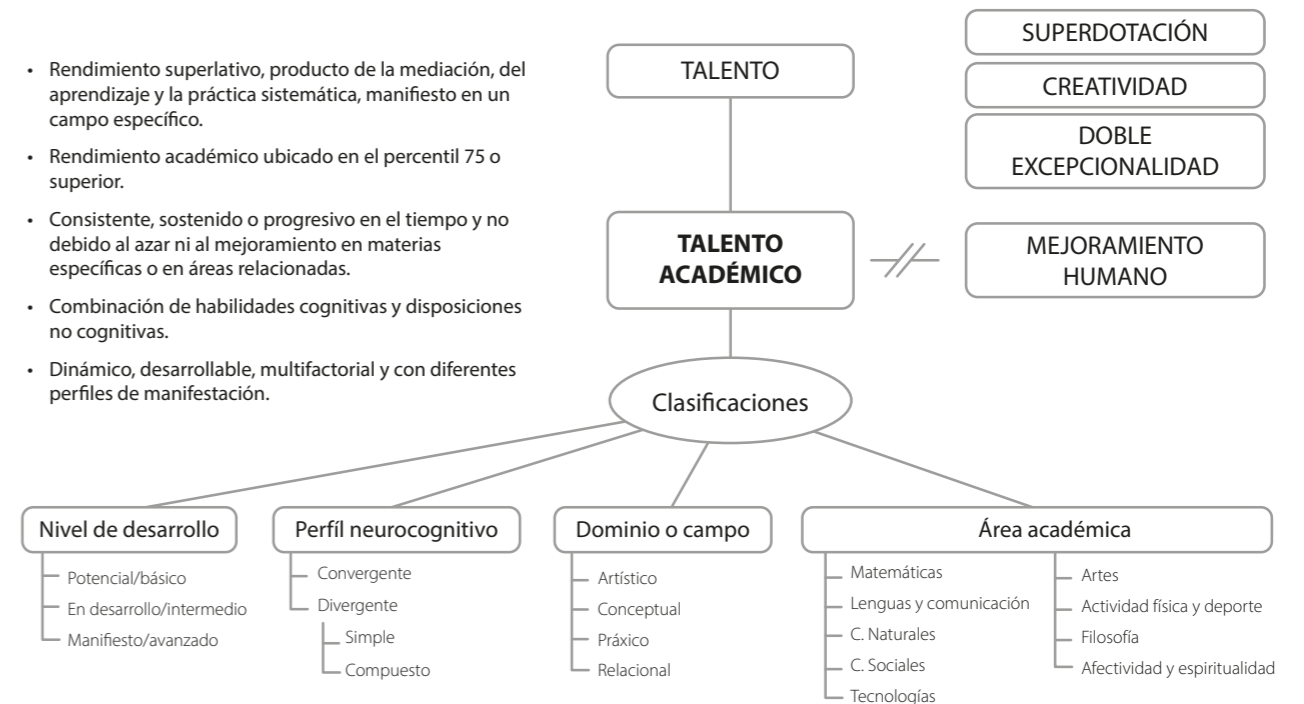 • Rendimiento superlativo, producto de la mediación, del
aprendizaje y la práctica sistemática, manifiesto en un
campo específico.
• Rendimiento académico ubicado en el percentil 75 o
superior.
• Consistente, sostenido o progresivo en el tiempo y no
debido al azar ni al mejoramiento en materias
específicas o en áreas relacionadas.
• Combinación de habilidades cognitivas y disposiciones
no cognitivas.
• Dinámico, desarrollable, multifactorial y con diferentes
perfiles de manifestación.
TALENTO
SUPERDOTACIÓN
CREATIVIDAD
DOBLE
EXCEPCIONALIDAD
TALENTO
ACADÉMICO
MEJORAMIENTO
HUMANO
Clasificaciones
Nivel de desarrollo
Potencial/básico
En desarrollo/intermedio
Manifiesto/avanzado
Perfíl neurocognitivo
Convergente
Divergente
Simple
Compuesto
Dominio o campo
Artístico
Conceptual
Práxico
Relacional
Área académica
Matemáticas
Lenguas y comunicación
C. Naturales
C. Sociales
Tecnologías
Artes
Actividad física y deporte
Filosofía
Afectividad y espiritualidad